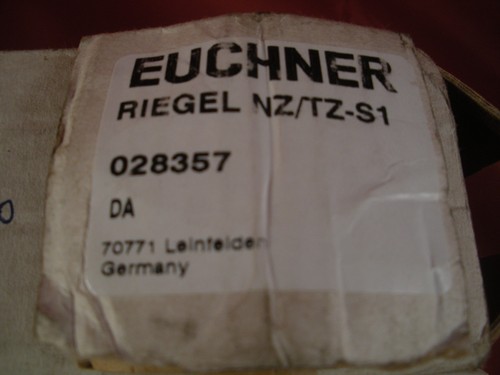 EUCHNER
RIEGEL NZ/TZ-S1
028357
DA
70771 Leinfelden
Germany